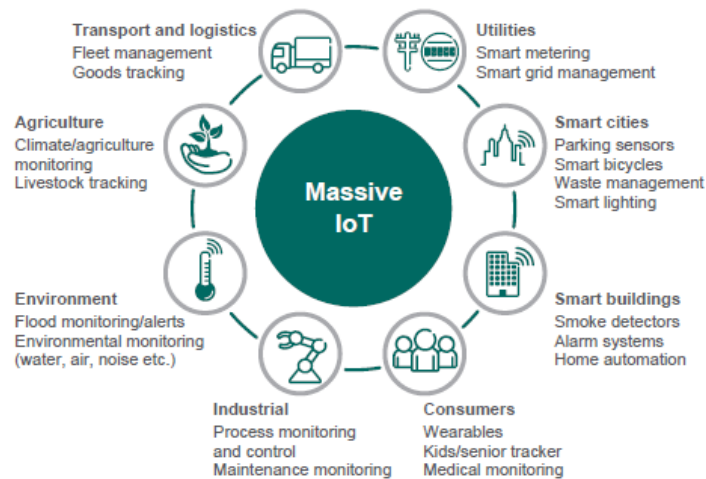 Transport and logistics
Fleet management
Goods tracking
Utilities
Smart metering
Smart grid management
Agriculture
Climate/agriculture
monitoring
Livestock tracking
Smart cities
Parking sensors
Smart bicycles
Waste management
Smart lighting
Massive
IoT
Environment
Flood monitoring/alerts
Environmental monitoring
(water, air, noise etc.)
Smart buildings
Smoke detectors
Alarm systems
Home automation
Industrial
Process monitoring
and control
Maintenance monitoring
Consumers
Wearables
Kids/senior tracker
Medical monitoring